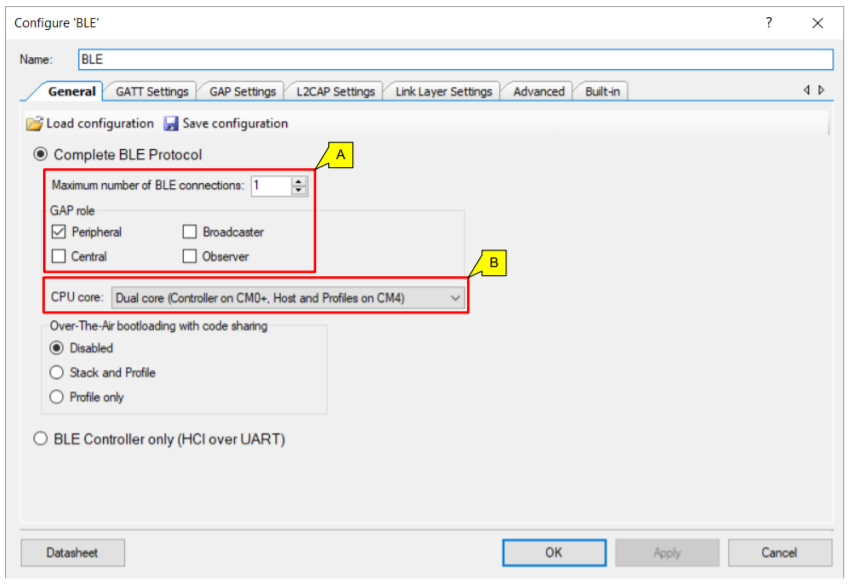 Configure 'BLE'
?
Name: BLE
General GATT Settings GAP Settings L2CAP Settings Link Layer Settings Advanced Built-in
Load configuration Save configuration
Complete BLE Protocol
A
Maximum number of BLE connections: 1
GAP role
Peripheral Broadcaster
Central Observer
B
CPU core: Dual core (Controller on CM0+, Host and Profiles on CM4)
Over-The-Air bootloading with code sharing
Disabled
Stack and Profile
Profile only
BLE Controller only (HCI over UART)
Datasheet OK Apply Cancel